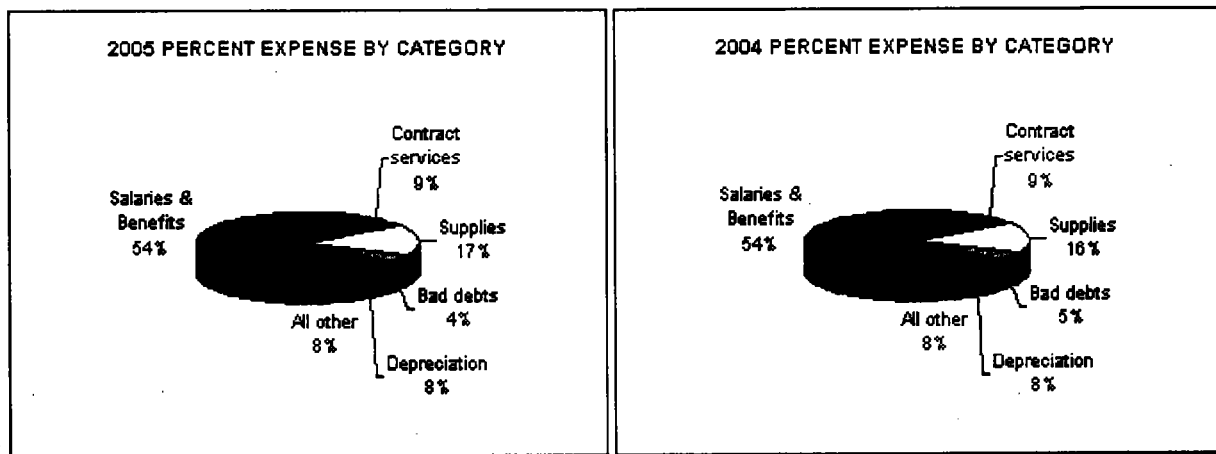 2005 PERCENT EXPENSE BY CATEGORY
Contract
services
9%
Salaries &
Benefits
54%
Supplies
17%
Bad debts
4%
All other
8%
Depreciation
8%
2004 PERCENT EXPENSE BY CATEGORY
Contract
services
9%
Salaries &
Benefits
54%
Supplies
16%
Bad debts
5%
All other
8%
Depreciation
8%